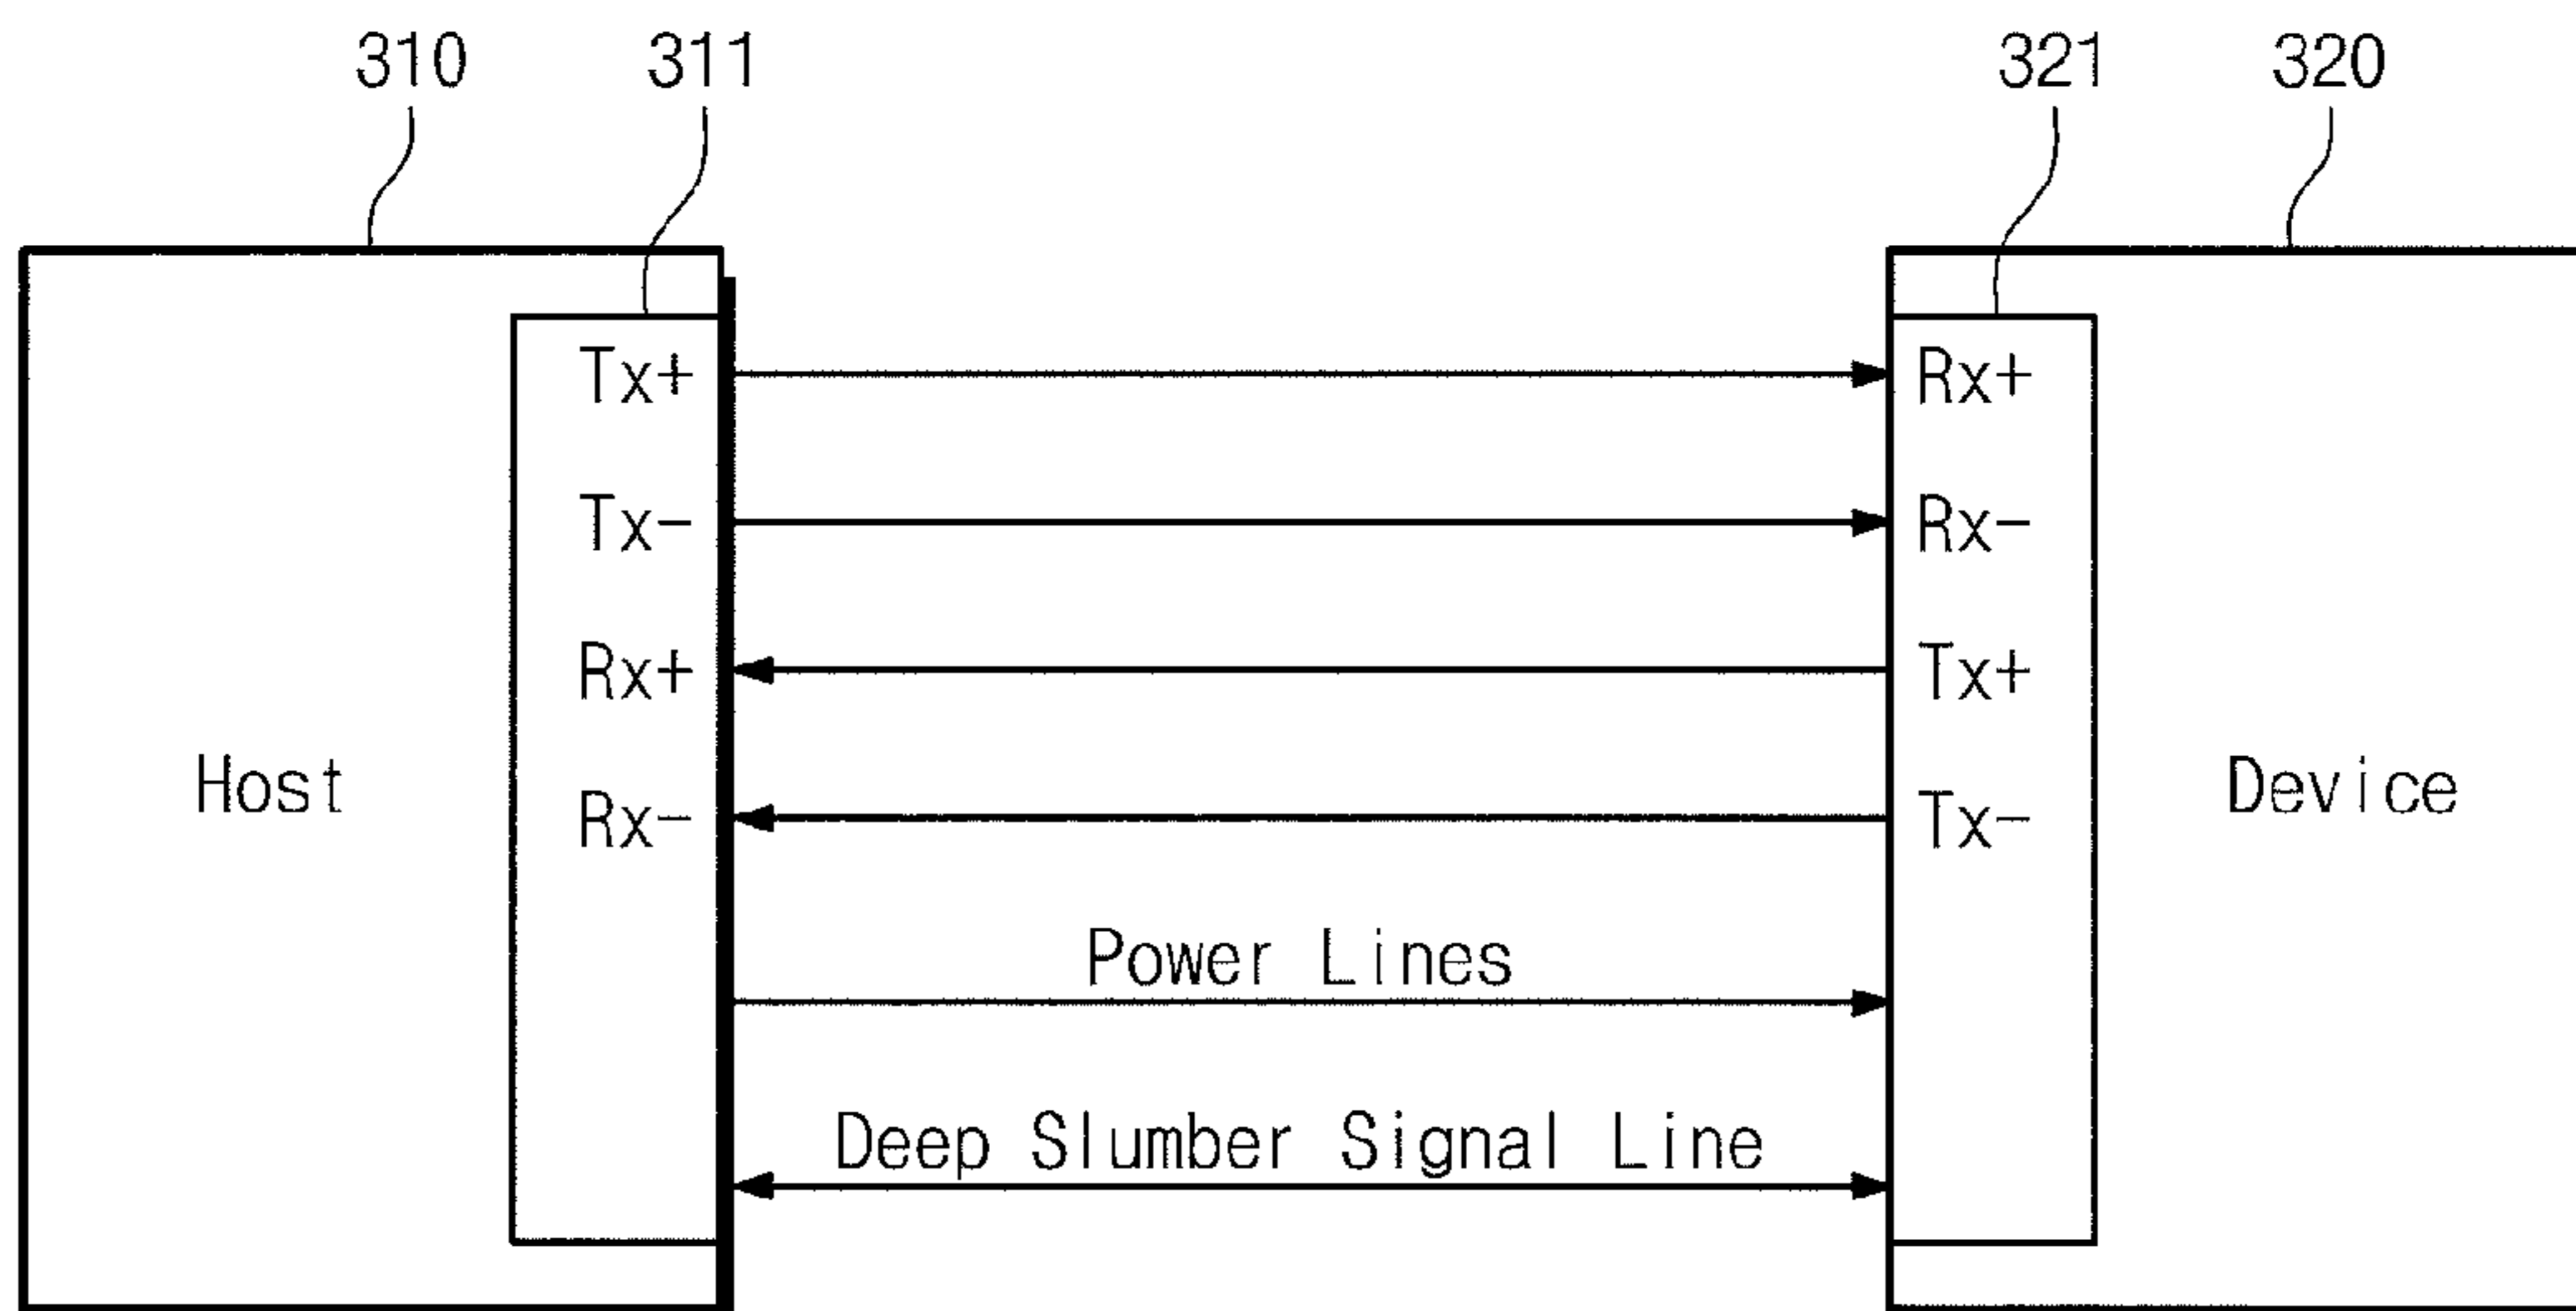 310 311 321 320
Tx+ Rx+
Tx- Rx-
Rx+ Tx+
Host Rx- Tx- Device
Power Lines
Deep Slumber Signal Line